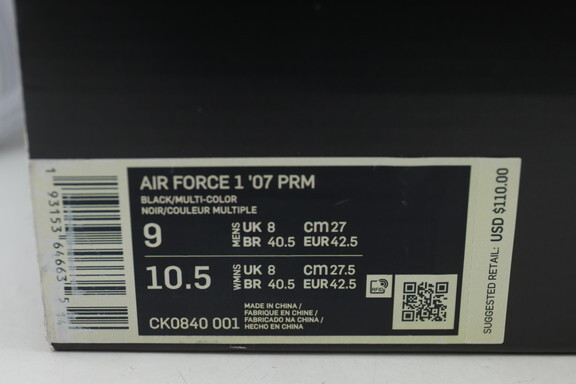 AIR FORCE 1 '07 PRM
BLACK/MULTI-COLOR
NOIR/COULEUR MULTIPLE
9 MENS UK 8 CM 27
BR 40.5 EUR 42.5
10.5 WMNS UK 8 CM 27.5
BR 40.5 EUR 42.5
RFID
CK0840 001
MADE IN CHINA /
FABRIQUE EN CHINE /
FABRICADO NA CHINA /
HECHO EN CHINA
SUGGESTED RETAIL: USD $110.00